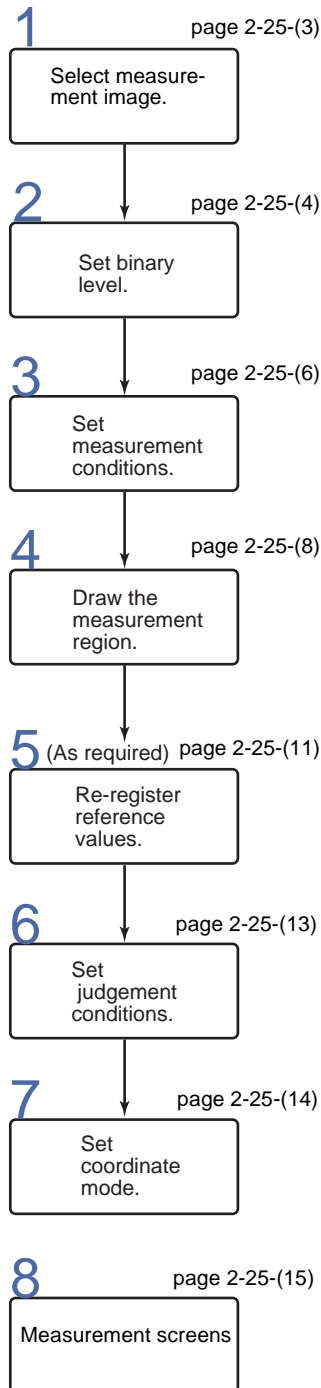 1 page 2-25-(3)
Select measure-
ment image.
2 page 2-25-(4)
Set binary
level.
3 page 2-25-(6)
Set
measurement
conditions.
4 page 2-25-(8)
Draw the
measurement
region.
5 (As required) page 2-25-(11)
Re-register
reference
values.
6 page 2-25-(13)
Set
judgement
conditions.
7 page 2-25-(14)
Set
coordinate
mode.
8 page 2-25-(15)
Measurement screens